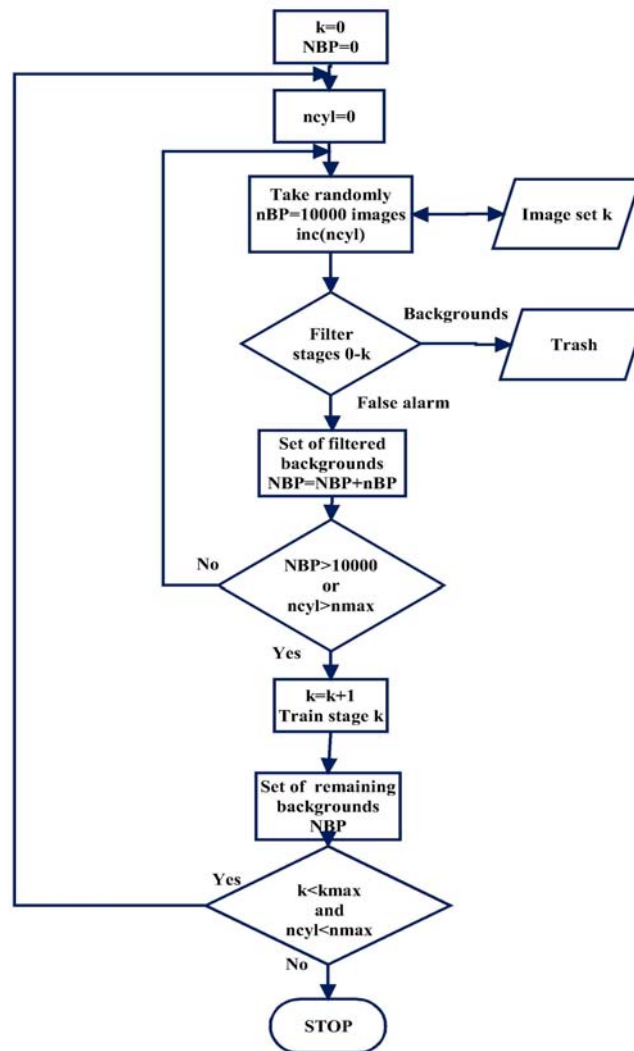 k=0
NBP=0
ncyl=0
Take randomly
nBP=10000 images
inc(ncyl)
Image set k
Filter
stages 0-k
Backgrounds
Trash
False alarm
Set of filtered
backgrounds
NBP=NBP+nBP
No
NBP>10000
or
ncyl>nmax
Yes
k=k+1
Train stage k
Set of remaining
backgrounds
NBP
Yes
k<kmax
and
ncyl<nmax
No
STOP